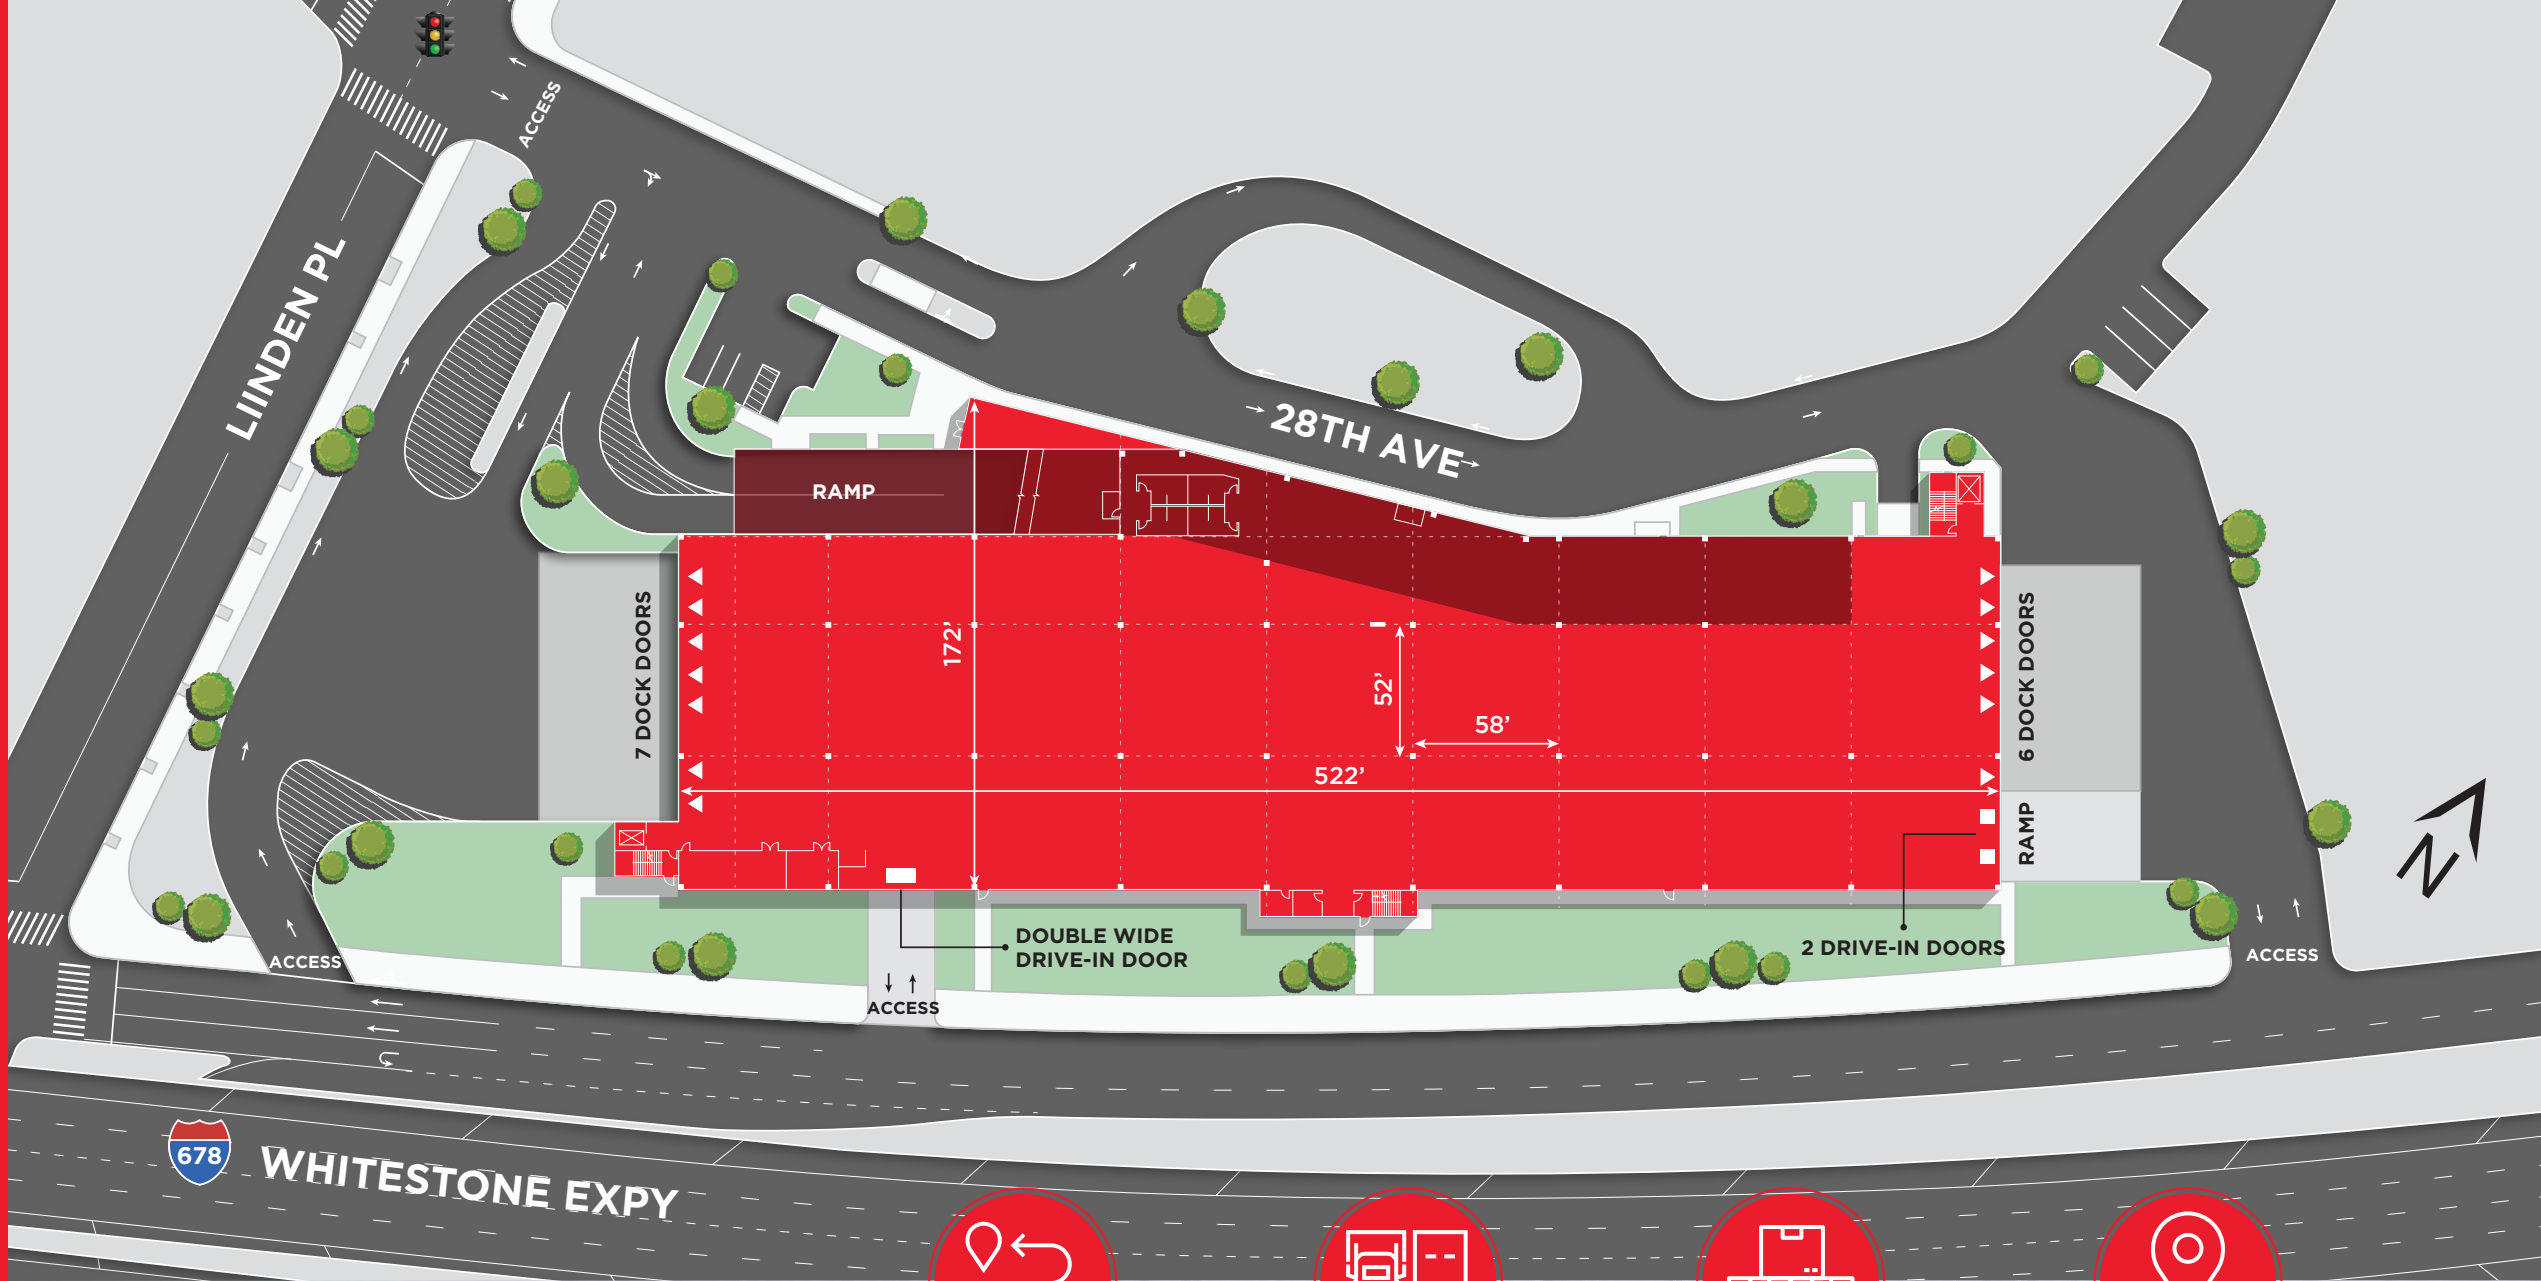 ACCESS
LIINDEN PL
28TH AVE
RAMP
7 DOCK DOORS
172’
52’
58’
522’
6 DOCK DOORS
RAMP
N
DOUBLE WIDE
DRIVE-IN DOOR
2 DRIVE-IN DOORS
ACCESS
ACCESS
ACCESS
678
WHITESTONE EXPY